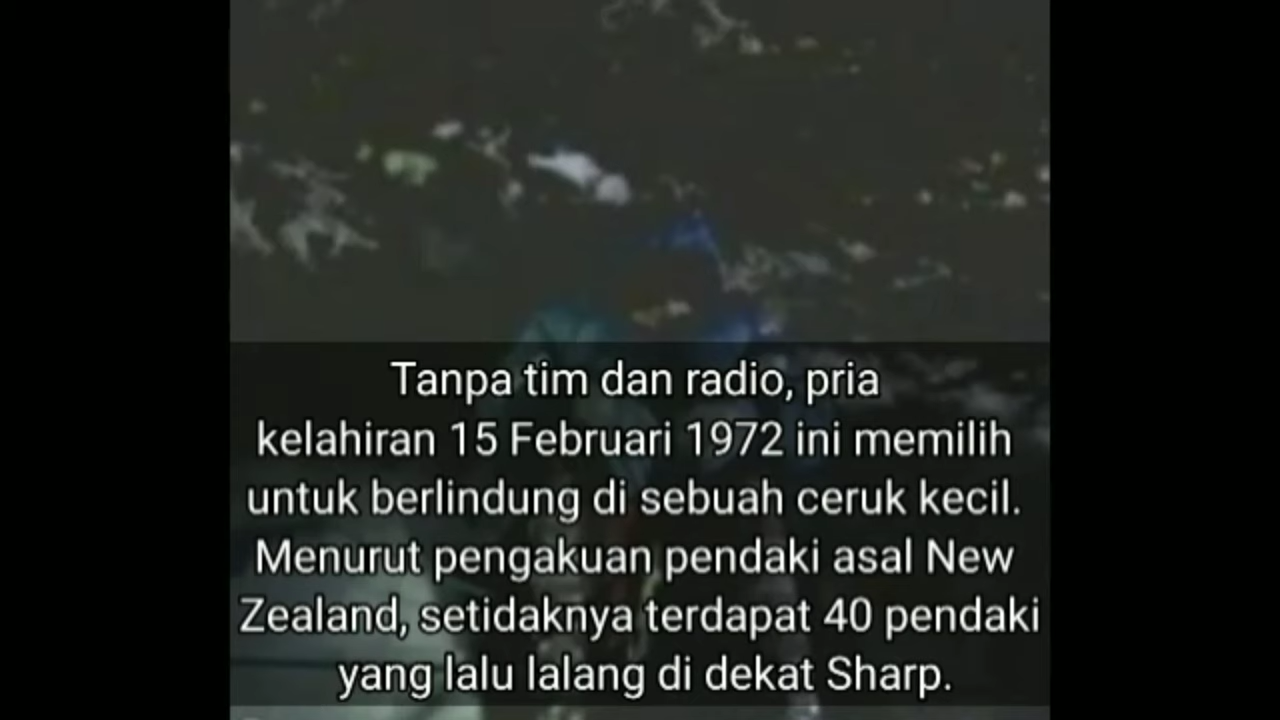 Tanpa tim dan radio, pria
kelahiran 15 Februari 1972 ini memilih
untuk berlindung di sebuah ceruk kecil.
Menurut pengakuan pendaki asal New
Zealand, setidaknya terdapat 40 pendaki
yang lalu lalang di dekat Sharp.